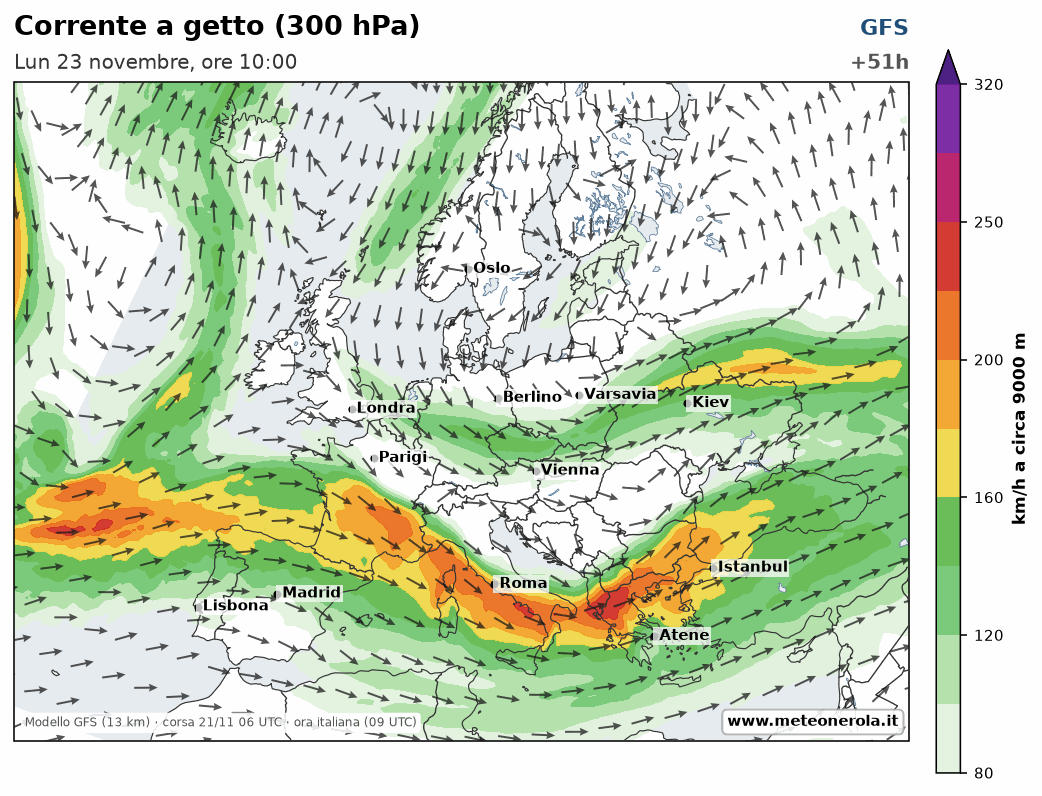 Corrente a getto (300 hPa)
GFS
Lun 23 novembre, ore 10:00
+51h
320
250
200
160
120
80
km/h a circa 9000 m
Oslo
Berlino
Varsavia
Kiev
Londra
Parigi
Vienna
Istanbul
Roma
Madrid
Lisbona
Atene
Modello GFS (13 km) · corsa 21/11 06 UTC · ora italiana (09 UTC)
www.meteonerola.it